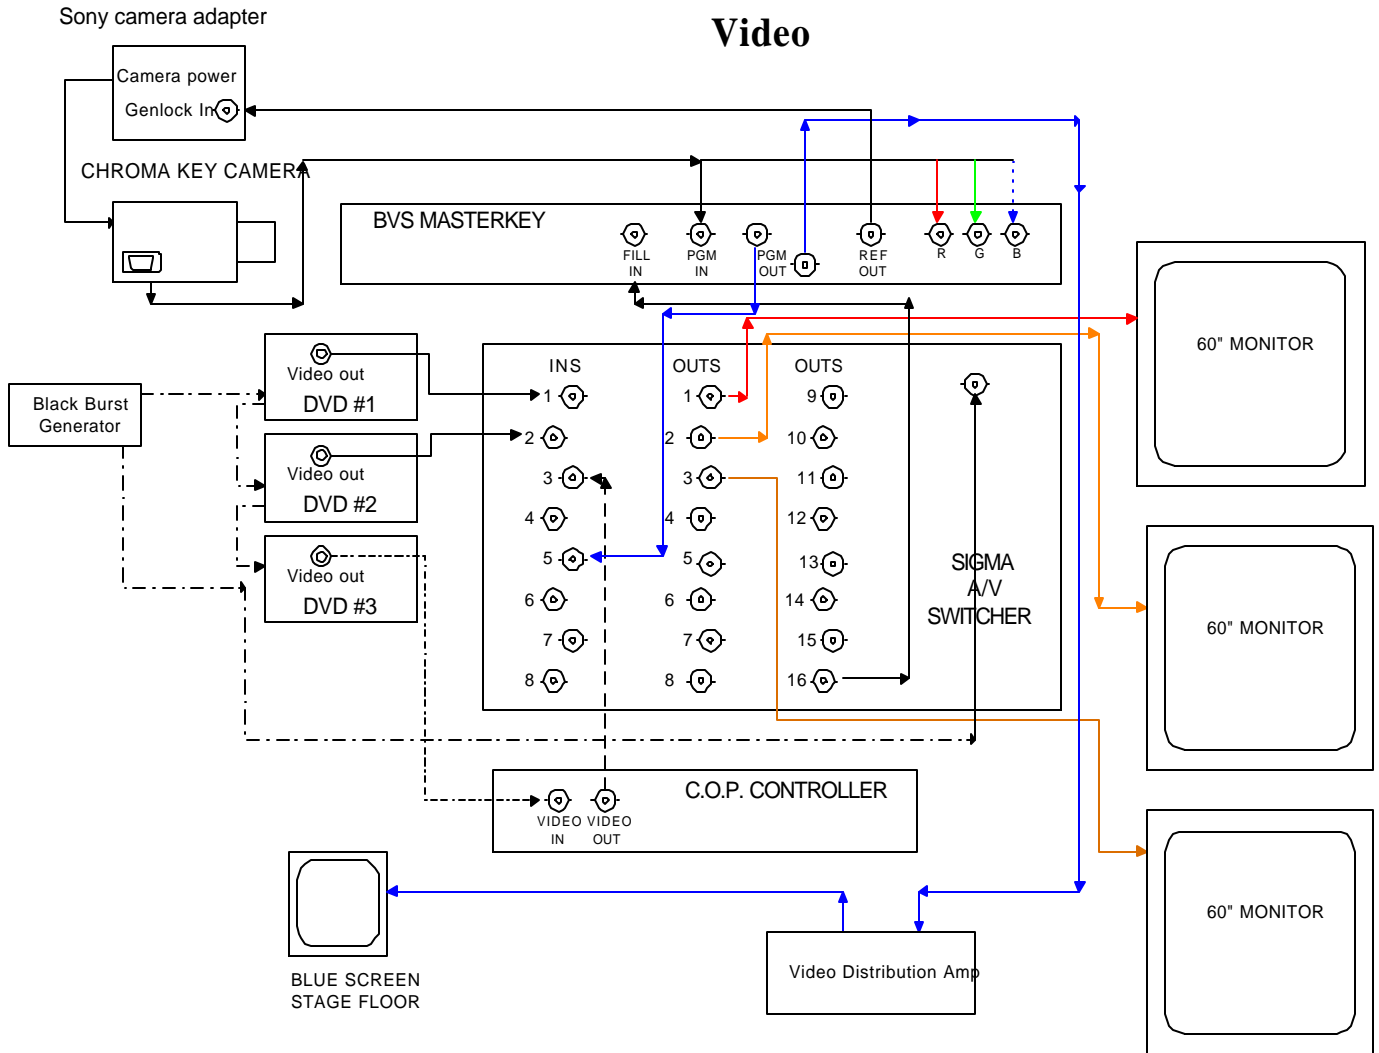 Sony camera adapter
Video
Camera power
Genlock In
CHROMA KEY CAMERA
BVS MASTERKEY
FILL
IN
PGM
IN
PGM
OUT
REF
OUT
R
G
B
60" MONITOR
Video out
DVD #1
Black Burst
Generator
Video out
DVD #2
Video out
DVD #3
INS
OUTS
OUTS
1
1
9
2
2
10
3
3
11
4
4
12
5
5
13
6
6
14
7
7
15
8
8
16
SIGMA
A/V
SWITCHER
60" MONITOR
C.O.P. CONTROLLER
VIDEO
IN
VIDEO
OUT
60" MONITOR
BLUE SCREEN
STAGE FLOOR
Video Distribution Amp